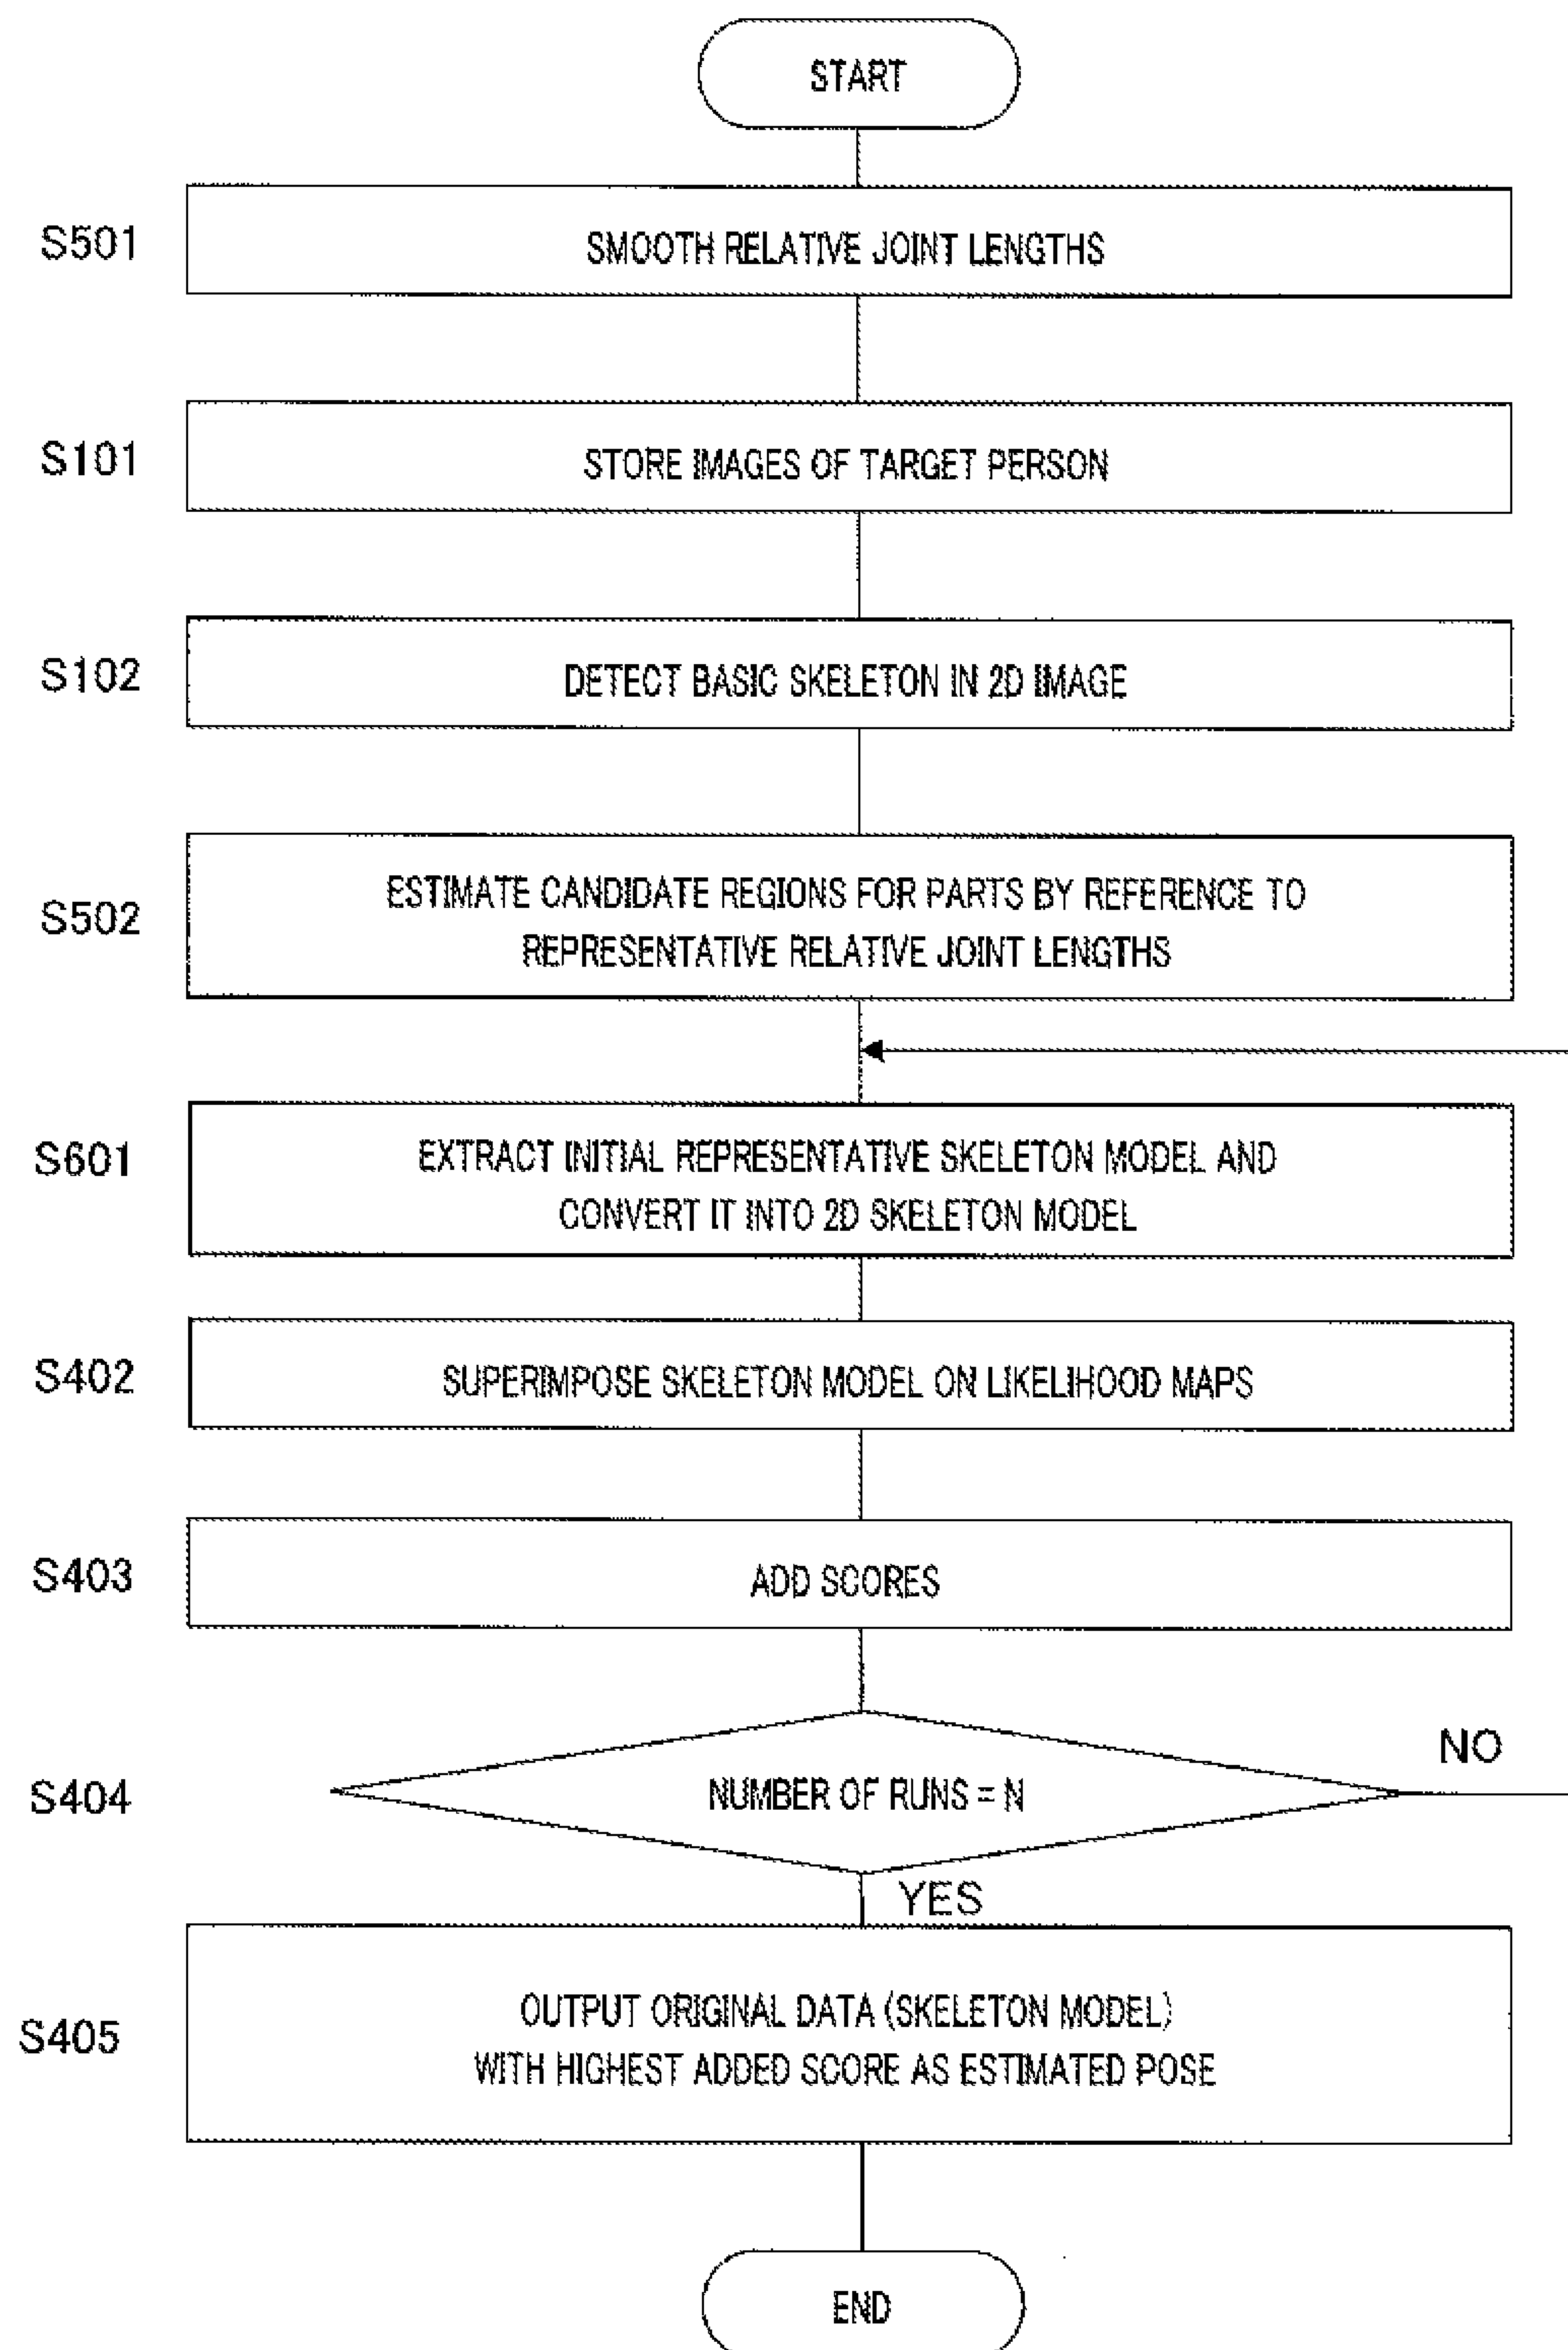 START
S501
SMOOTH RELATIVE JOINT LENGTHS
S101
STORE IMAGES OF TARGET PERSON
S102
DETECT BASIC SKELETON IN 2D IMAGE
S502
ESTIMATE CANDIDATE REGIONS FOR PARTS BY REFERENCE TO
REPRESENTATIVE RELATIVE JOINT LENGTHS
S601
EXTRACT INITIAL REPRESENTATIVE SKELETON MODEL AND
CONVERT IT INTO 2D SKELETON MODEL
S402
SUPERIMPOSE SKELETON MODEL ON LIKELIHOOD MAPS
S403
ADD SCORES
S404
NUMBER OF RUNS = N
NO
YES
S405
OUTPUT ORIGINAL DATA (SKELETON MODEL)
WITH HIGHEST ADDED SCORE AS ESTIMATED POSE
END